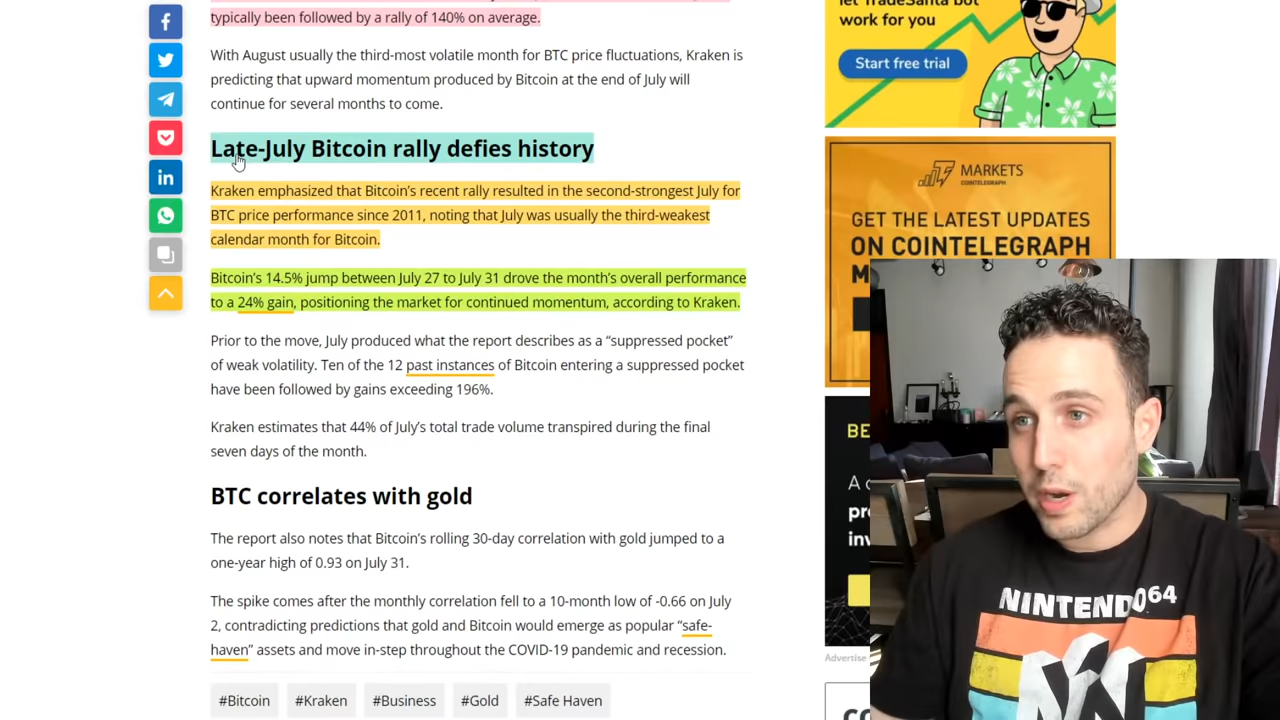 typically been followed by a rally of 140% on average.
With August usually the third-most volatile month for BTC price fluctuations, Kraken is
predicting that upward momentum produced by Bitcoin at the end of July will
continue for several months to come.
Late-July Bitcoin rally defies history
Kraken emphasized that Bitcoin’s recent rally resulted in the second-strongest July for
BTC price performance since 2011, noting that July was usually the third-weakest
calendar month for Bitcoin.
Bitcoin’s 14.5% jump between July 27 to July 31 drove the month’s overall performance
to a 24% gain, positioning the market for continued momentum, according to Kraken.
Prior to the move, July produced what the report describes as a “suppressed pocket”
of weak volatility. Ten of the 12 past instances of Bitcoin entering a suppressed pocket
have been followed by gains exceeding 196%.
Kraken estimates that 44% of July’s total trade volume transpired during the final
seven days of the month.
BTC correlates with gold
The report also notes that Bitcoin’s rolling 30-day correlation with gold jumped to a
one-year high of 0.93 on July 31.
The spike comes after the monthly correlation fell to a 10-month low of -0.66 on July
2, contradicting predictions that gold and Bitcoin would emerge as popular “safe-
haven” assets and move in-step throughout the COVID-19 pandemic and recession.
#Bitcoin
#Kraken
#Business
#Gold
#Safe Haven
let TradeSanta bot
work for you
Start free trial
MARKETS
COINTELEGRAPH
GET THE LATEST UPDATES
ON COINTELEGRAPH
M
BE
A
pr
inv
Advertise
NINTENDO64